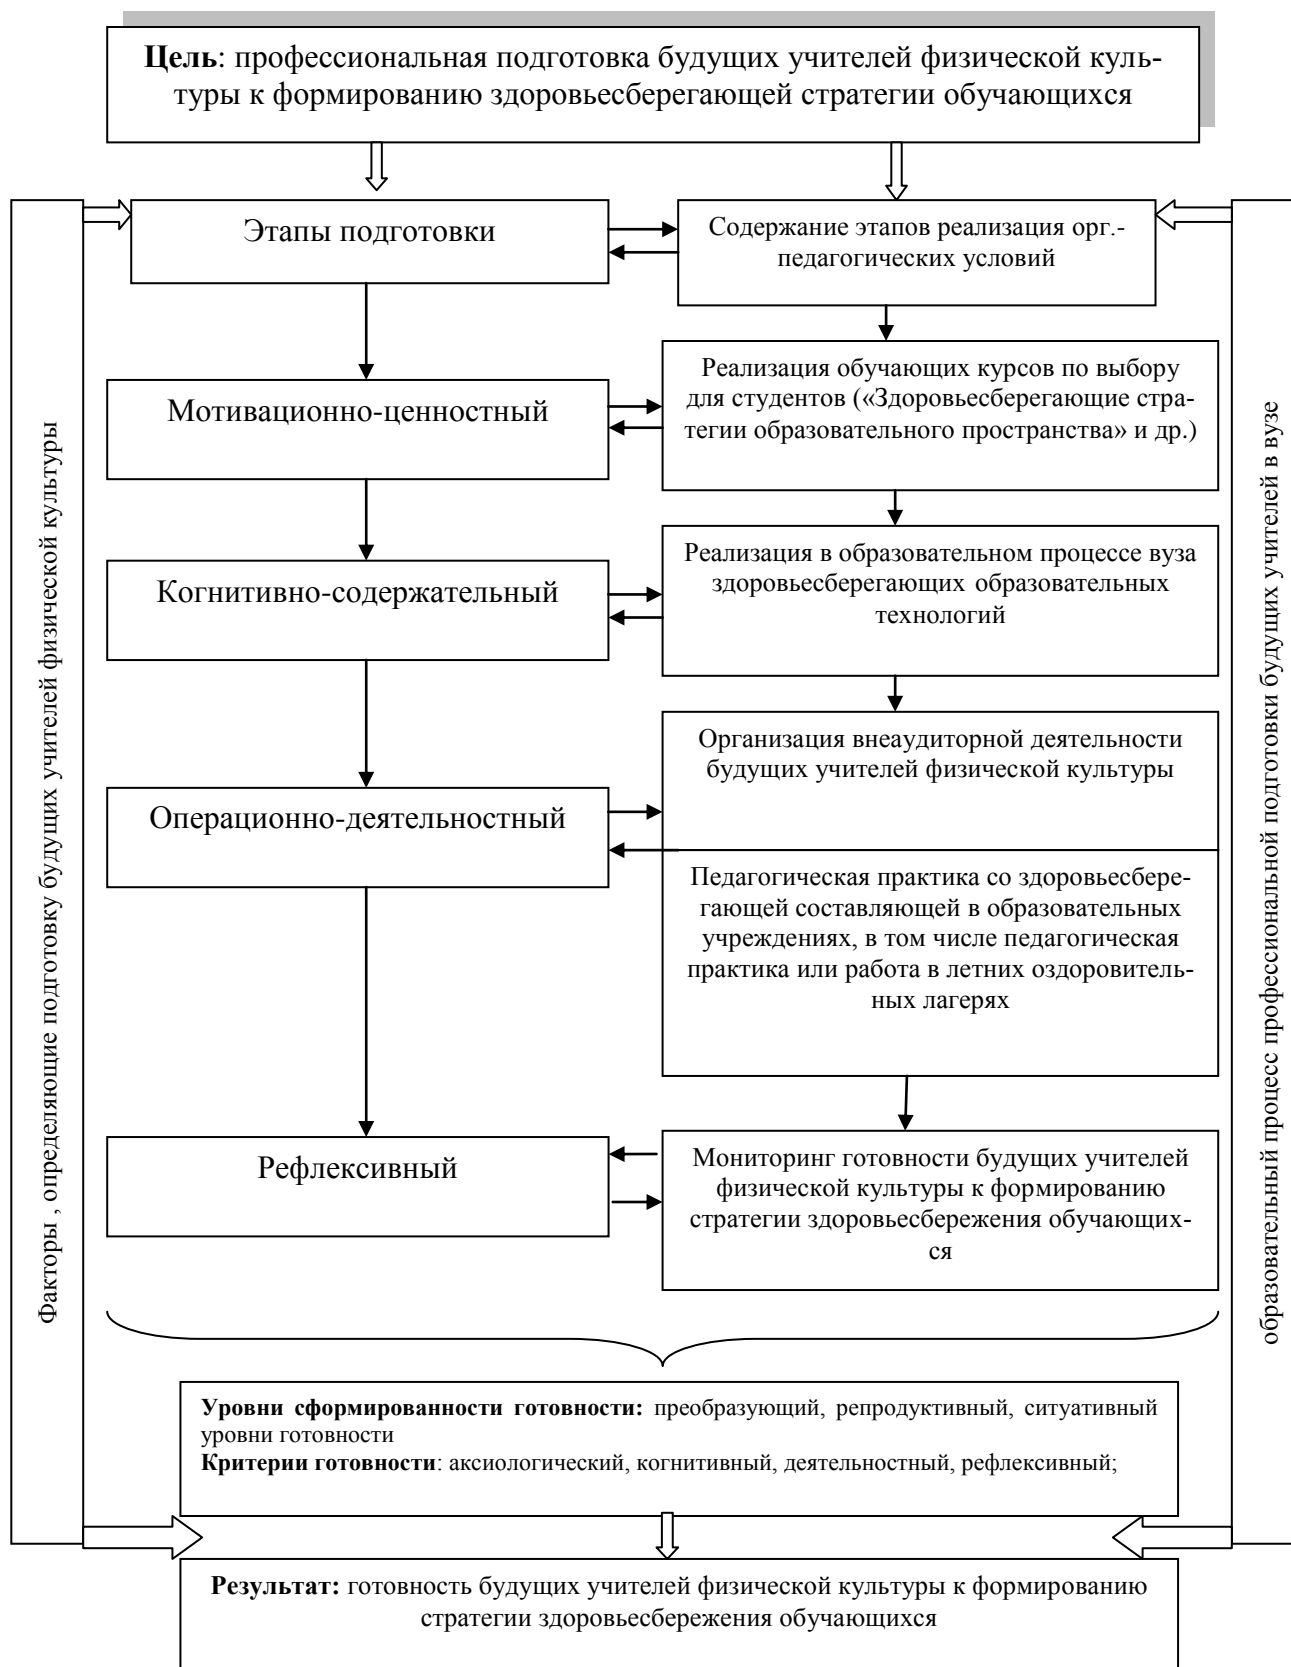 Цель: профессиональная подготовка будущих учителей физической куль-
туры к формированию здоровьесберегающей стратегии обучающихся
Факторы , определяющие подготовку будущих учителей физической культуры
Этапы подготовки
Содержание этапов реализация орг.-
педагогических условий
Мотивационно-ценностный
Реализация обучающих курсов по выбору
для студентов («Здоровьесберегающие стра-
тегии образовательного пространства» и др.)
Когнитивно-содержательный
Реализация в образовательном процессе вуза
здоровьесберегающих образовательных
технологий
Операционно-деятельностный
Организация внеаудиторной деятельности
будущих учителей физической культуры
Педагогическая практика со здоровьесбере-
гающей составляющей в образовательных
учреждениях, в том числе педагогическая
практика или работа в летних оздоровитель-
ных лагерях
Рефлексивный
Мониторинг готовности будущих учителей
физической культуры к формированию
стратегии здоровьесбережения обучающих-
ся
образовательный процесс профессиональной подготовки будущих учителей в вузе
Уровни сформированности готовности: преобразующий, репродуктивный, ситуативный
уровни готовности
Критерии готовности: аксиологический, когнитивный, деятельностный, рефлексивный;
Результат: готовность будущих учителей физической культуры к формированию
стратегии здоровьесбережения обучающихся